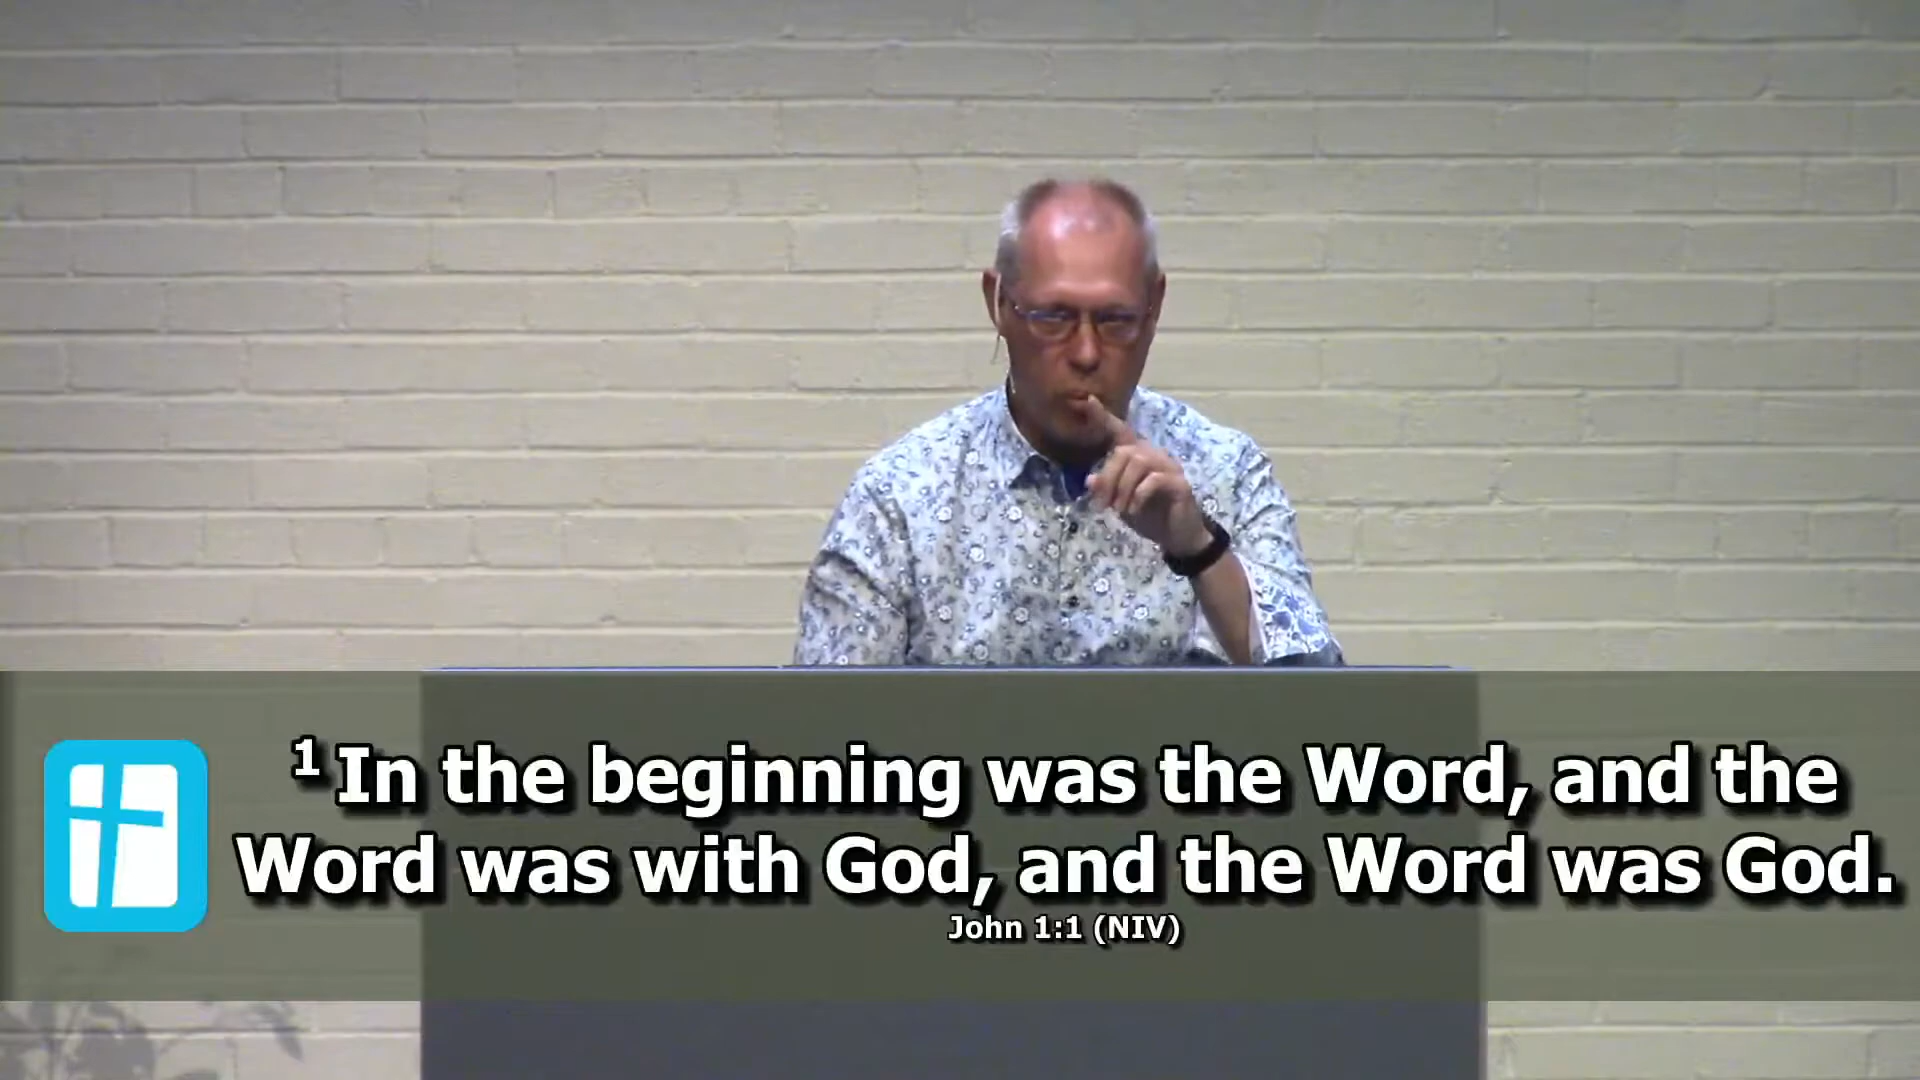 1 In the beginning was the Word, and the
Word was with God, and the Word was God.
John 1:1 (NIV)